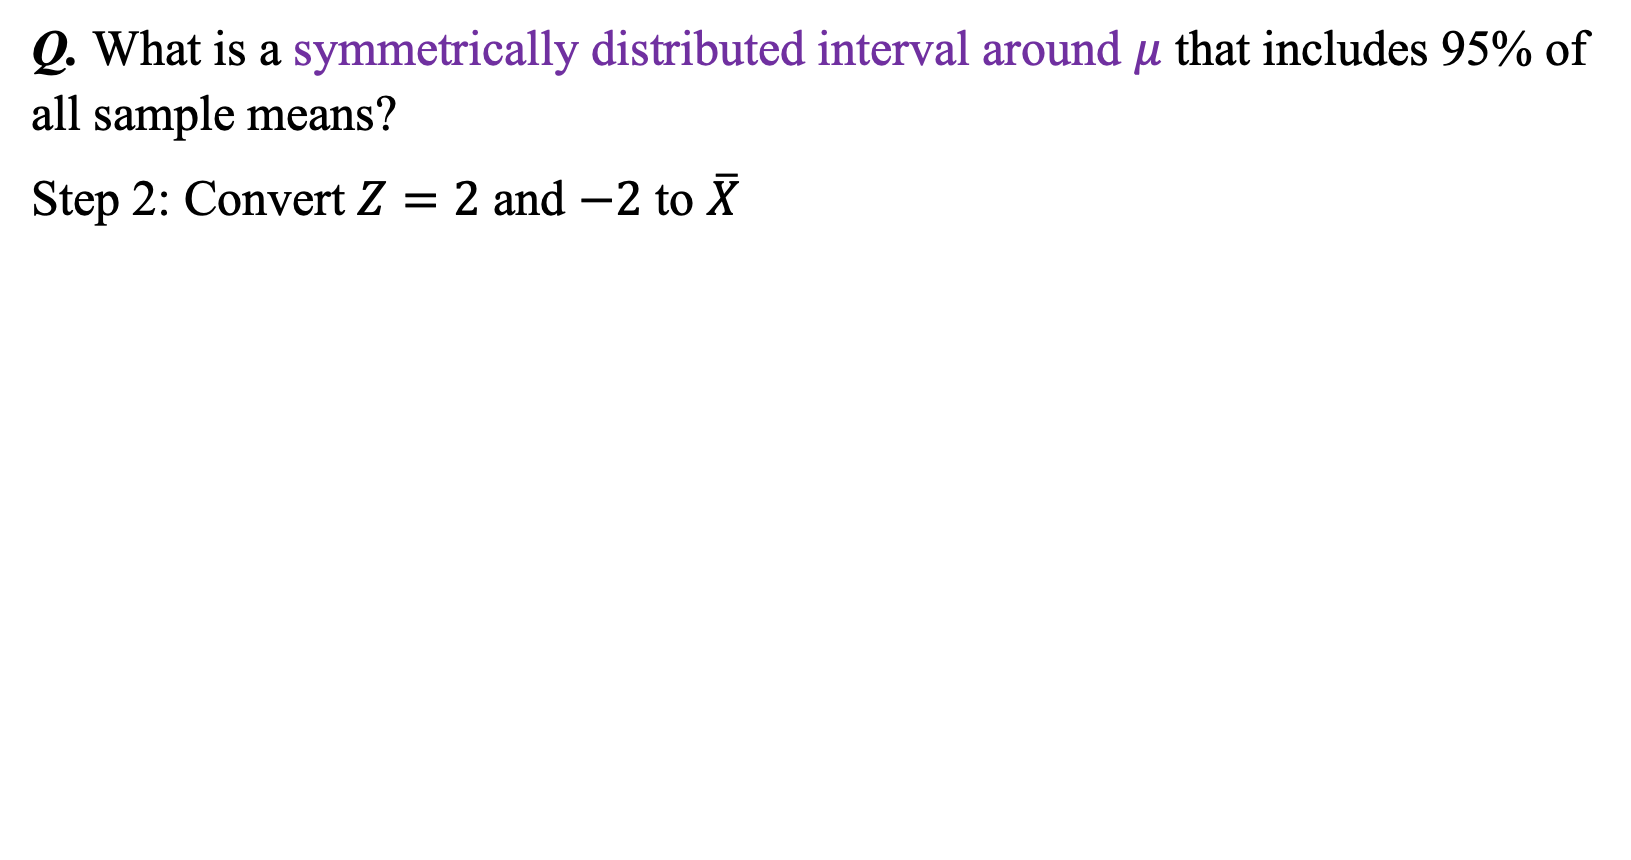 Q. What is a symmetrically distributed interval around μ that includes 95% of
all sample means?
Step 2: Convert Z = 2 and −2 to X̄